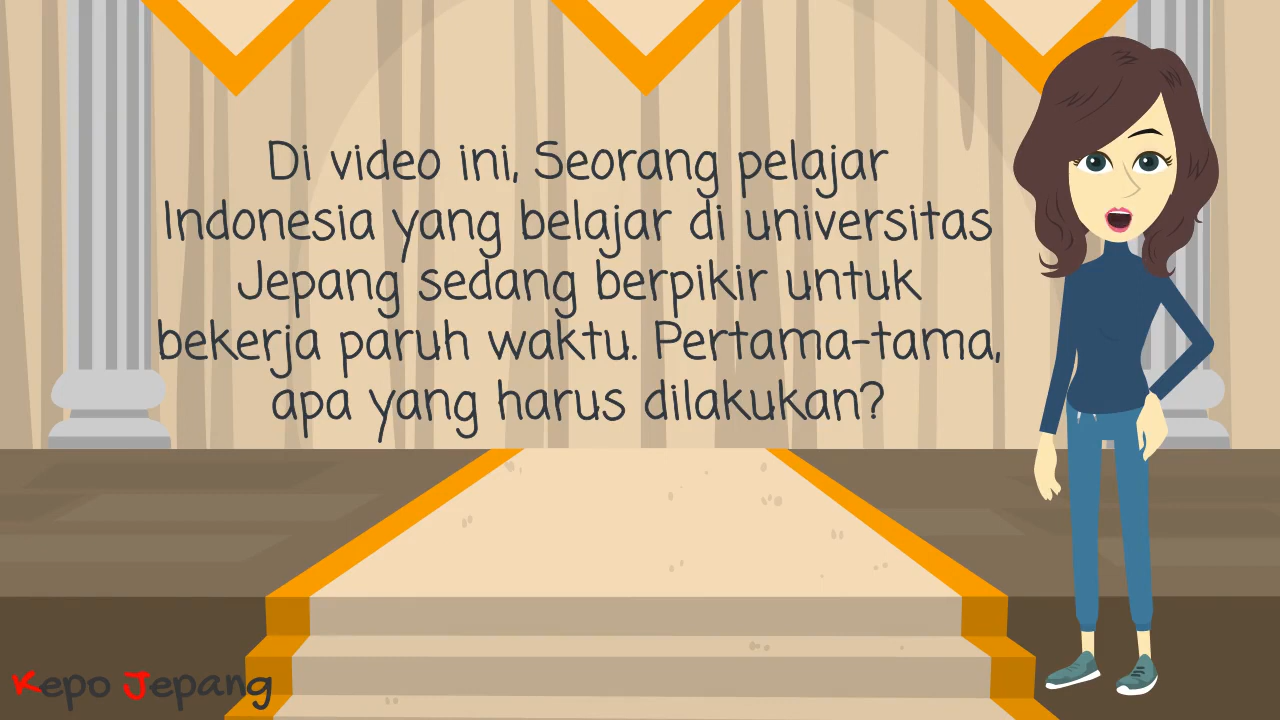 Di video ini, Seorang pelajar
Indonesia yang belajar di universitas
Jepang sedang berpikir untuk
bekerja paruh waktu. Pertama-tama,
apa yang harus dilakukan?
Kepo Jepang